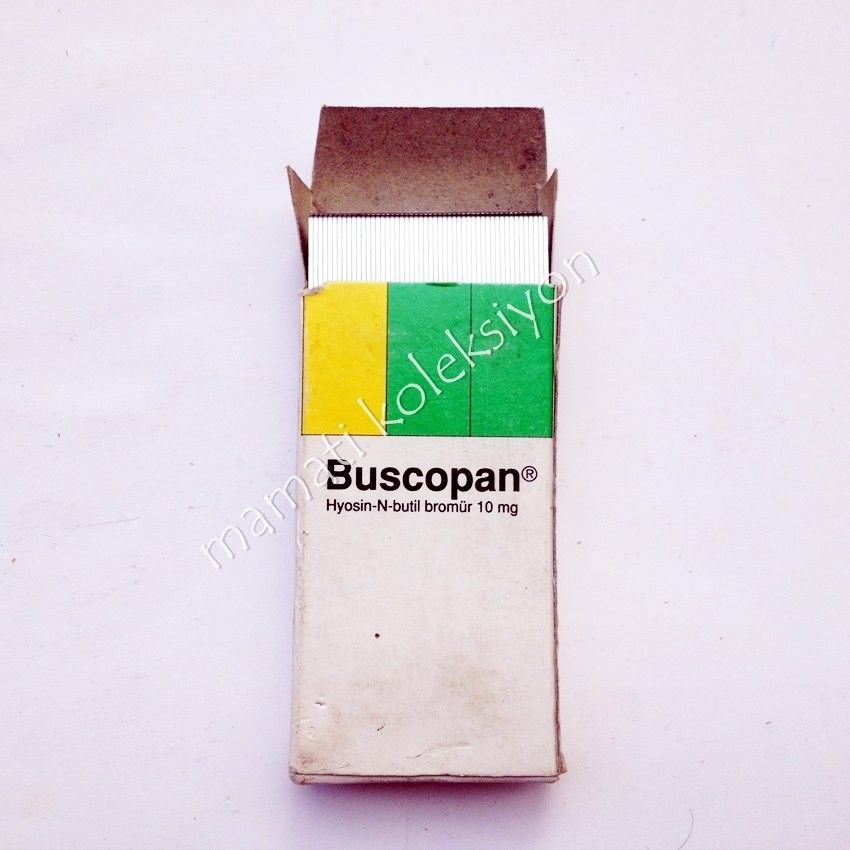 Buscopan®
Hyosin-N-butil bromür 10 mg
mamati koleksiyon